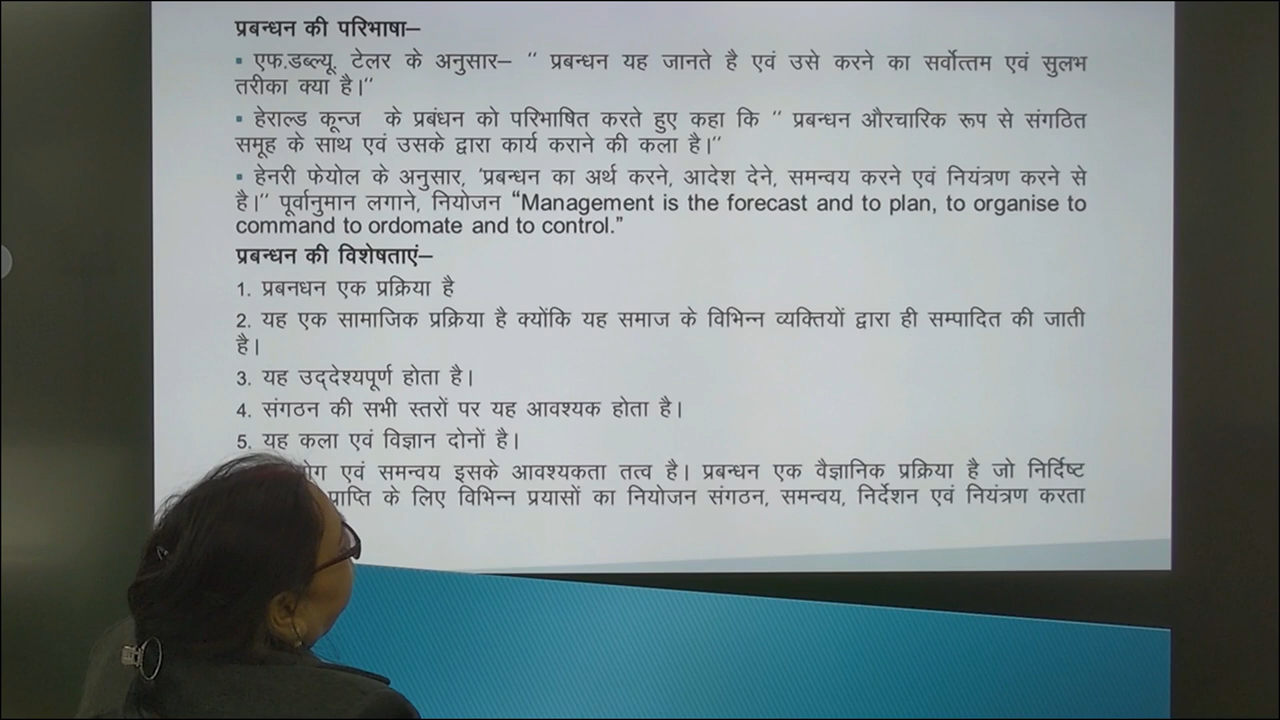 प्रबन्धन की परिभाषा–
▪ एफ.डब्ल्यू. टेलर के अनुसार– " प्रबन्धन यह जानते है एवं उसे करने का सर्वोत्तम एवं सुलभ
तरीका क्या है।"
▪ हेराल्ड कून्ज के प्रबंधन को परिभाषित करते हुए कहा कि " प्रबन्धन औरचारिक रूप से संगठित
समूह के साथ एवं उसके द्वारा कार्य कराने की कला है।"
▪ हेनरी फेयोल के अनुसार, 'प्रबन्धन का अर्थ करने, आदेश देने, समन्वय करने एवं नियंत्रण करने से
है।" पूर्वानुमान लगाने, नियोजन “Management is the forecast and to plan, to organise to
command to ordomate and to control.”
प्रबन्धन की विशेषताएं–
1. प्रबनधन एक प्रक्रिया है
2. यह एक सामाजिक प्रक्रिया है क्योंकि यह समाज के विभिन्न व्यक्तियों द्वारा ही सम्पादित की जाती
है।
3. यह उद्देश्यपूर्ण होता है।
4. संगठन की सभी स्तरों पर यह आवश्यक होता है।
5. यह कला एवं विज्ञान दोनों है।
एवं समन्वय इसके आवश्यकता तत्व है। प्रबन्धन एक वैज्ञानिक प्रक्रिया है जो निर्दिष्ट
प्राप्ति के लिए विभिन्न प्रयासों का नियोजन संगठन, समन्वय, निर्देशन एवं नियंत्रण करता